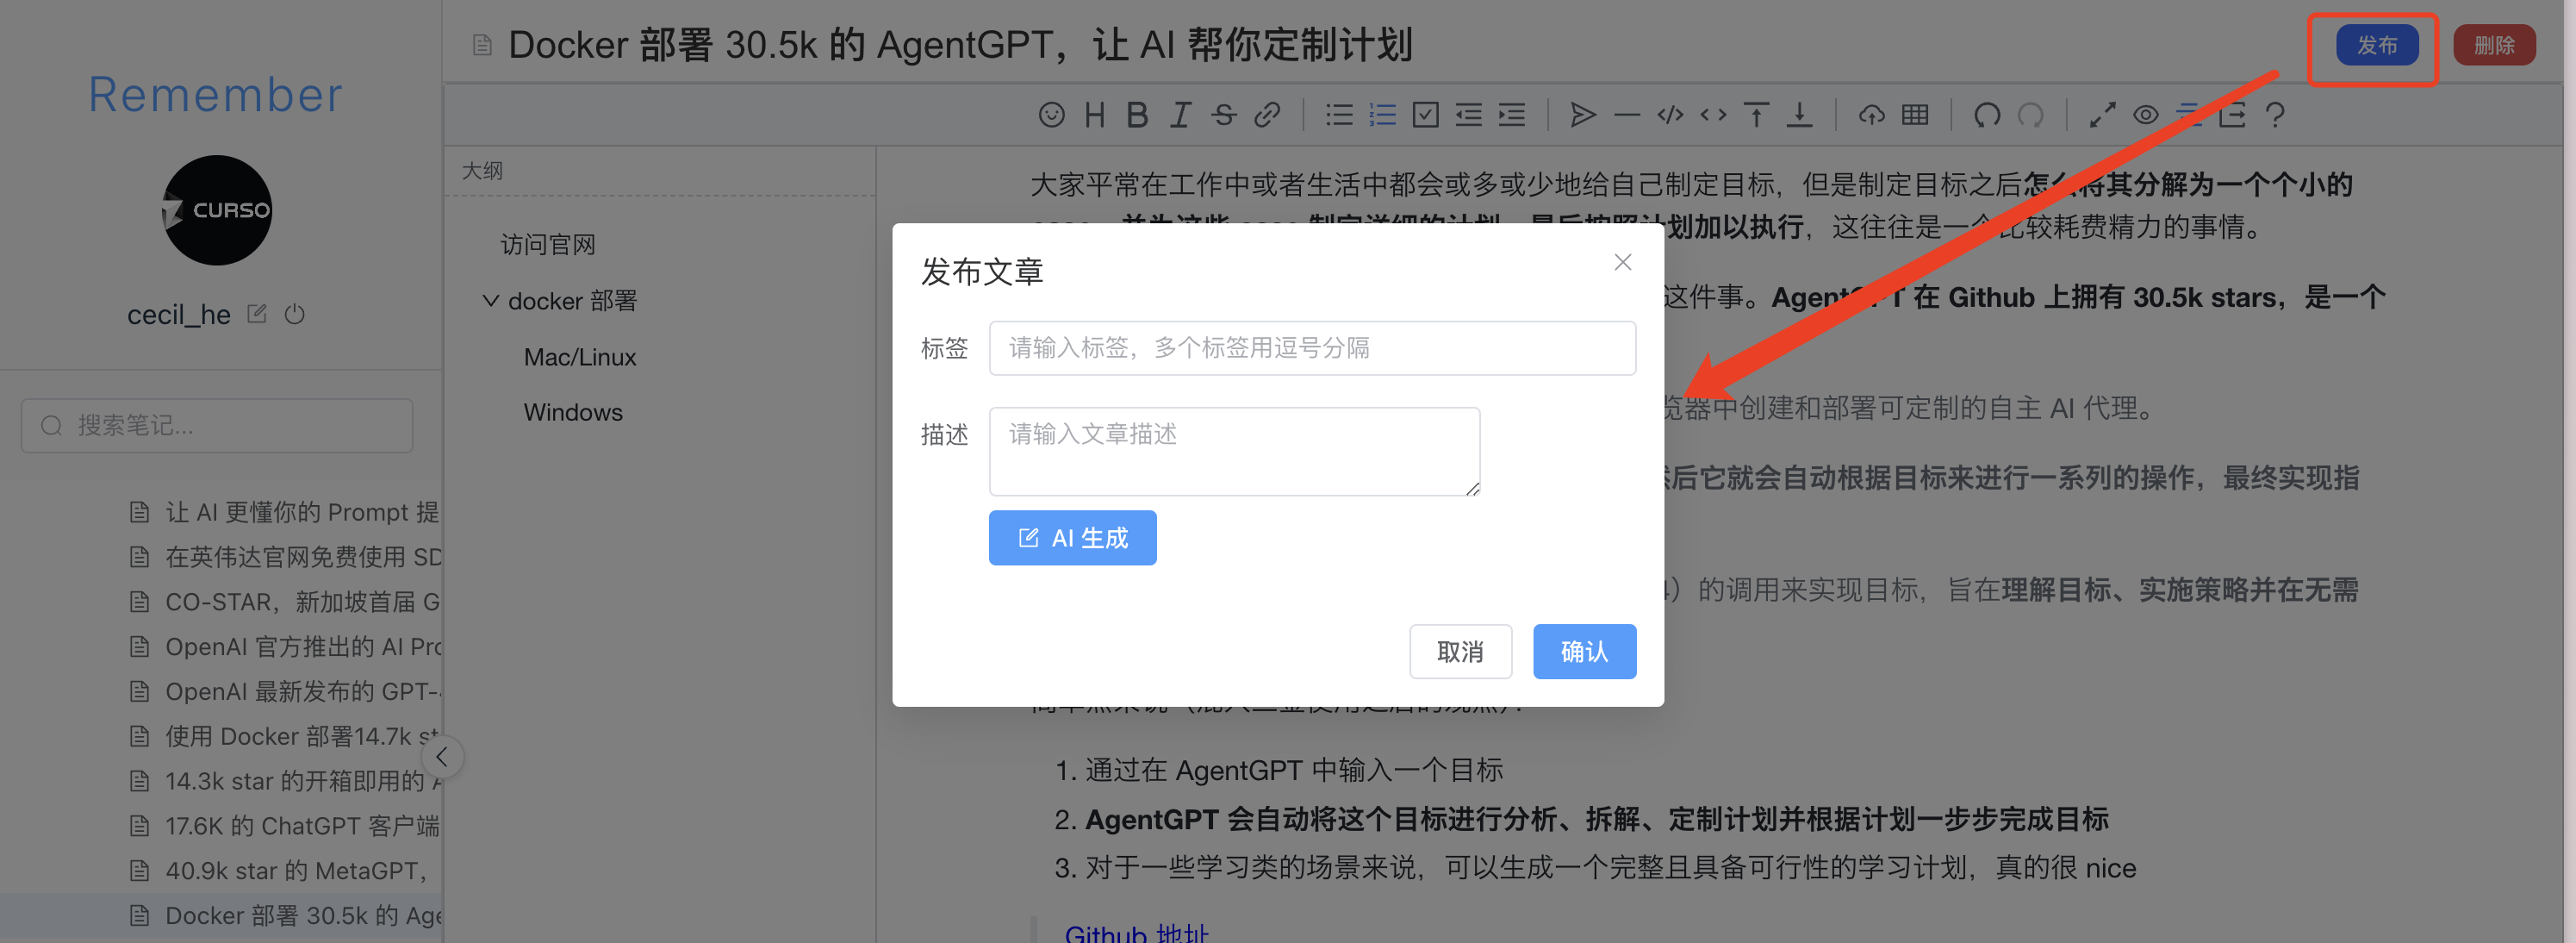 Remember
CURSO
cecil_he
搜索笔记...
让 AI 更懂你的 Prompt 提
在英伟达官网免费使用 SD
CO-STAR，新加坡首届 G
OpenAI 官方推出的 AI Pro
OpenAI 最新发布的 GPT-
使用 Docker 部署14.7k st
14.3k star 的开箱即用的
17.6K 的 ChatGPT 客户端
40.9k star 的 MetaGPT，
Docker 部署 30.5k 的 Age
Docker 部署 30.5k 的 AgentGPT，让 AI 帮你定制计划
发布
删除
大纲
访问官网
docker 部署
Mac/Linux
Windows
大家平常在工作中或者生活中都会或多或少地给自己制定目标，但是制定目标之后怎么将其分解为一个个小的
划加以执行，这往往是一个比较耗费精力的事情。
这件事。AgentGPT 在 Github 上拥有 30.5k stars，是一个
览器中创建和部署可定制的自主 AI 代理。
后它就会自动根据目标来进行一系列的操作，最终实现指
）的调用来实现目标，旨在理解目标、实施策略并在无需
发布文章
标签
请输入标签，多个标签用逗号分隔
描述
请输入文章描述
AI 生成
取消
确认
1. 通过在 AgentGPT 中输入一个目标
2. AgentGPT 会自动将这个目标进行分析、拆解、定制计划并根据计划一步步完成目标
3. 对于一些学习类的场景来说，可以生成一个完整且具备可行性的学习计划，真的很 nice
Github 地址